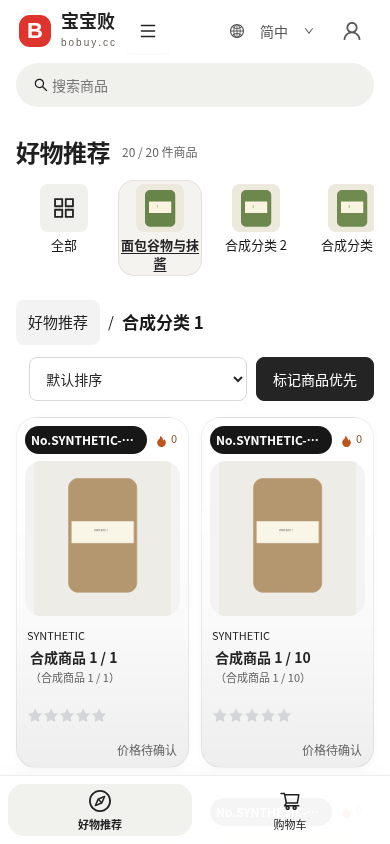 B 宝宝败
bobuy.cc
简中
搜索商品
好物推荐 20 / 20 件商品
全部
面包谷物与抹酱
合成分类 2
合成分类
好物推荐 / 合成分类 1
默认排序
标记商品优先
No.SYNTHETIC-··· 0
No.SYNTHETIC-··· 0
SYNTHETIC
合成商品 1 / 1
（合成商品 1 / 1）
价格待确认
SYNTHETIC
合成商品 1 / 10
（合成商品 1 / 10）
价格待确认
好物推荐
购物车